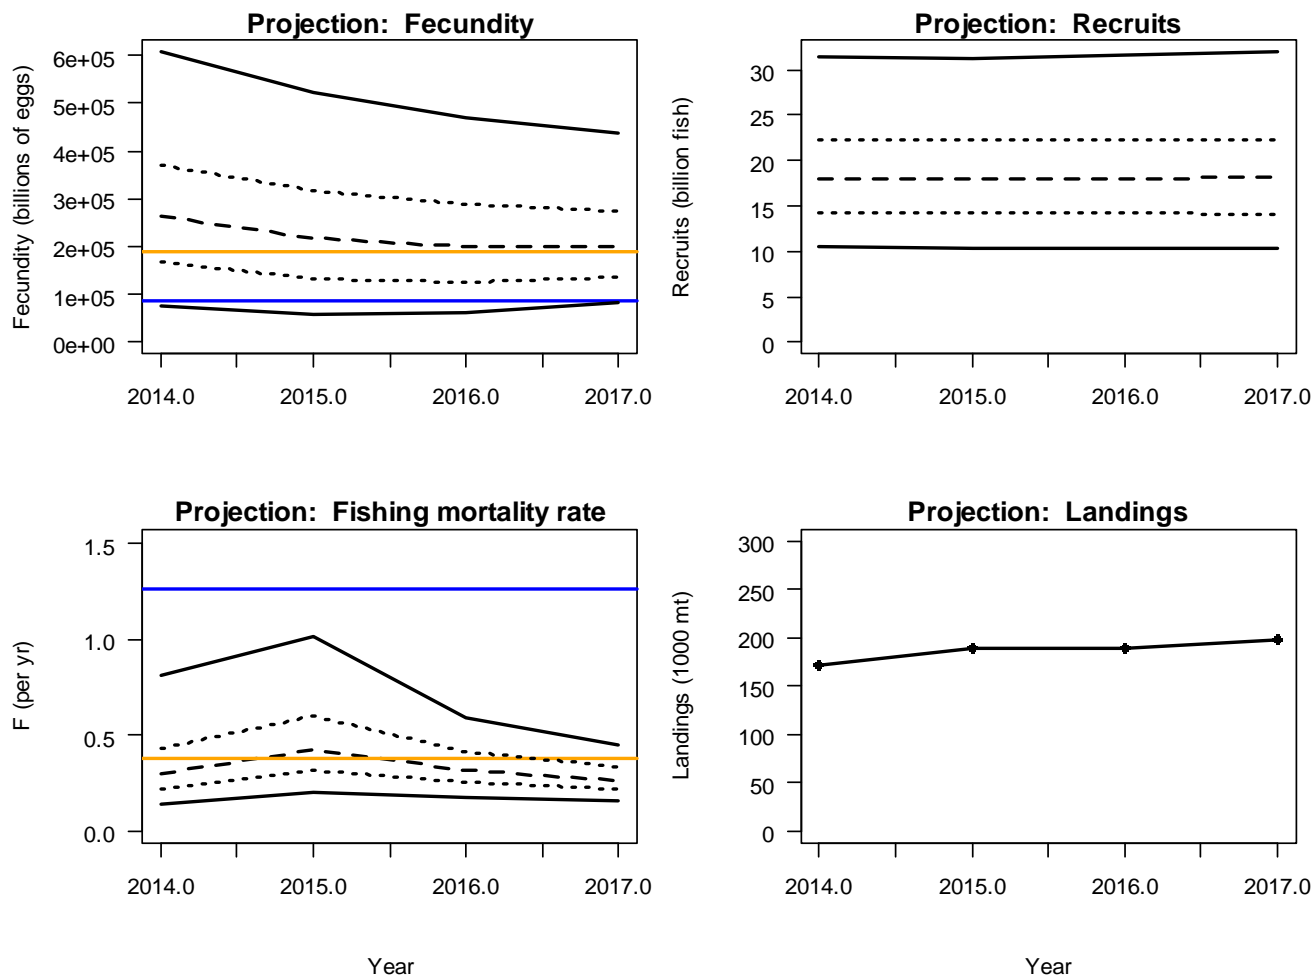 Projection: Fecundity
Fecundity (billions of eggs)
6e+05
5e+05
4e+05
3e+05
2e+05
1e+05
0e+00
2014.0 2015.0 2016.0 2017.0
Projection: Recruits
Recruits (billion fish)
30
25
20
15
10
5
0
2014.0 2015.0 2016.0 2017.0
Projection: Fishing mortality rate
F (per yr)
1.5
1.0
0.5
0.0
2014.0 2015.0 2016.0 2017.0
Year
Projection: Landings
Landings (1000 mt)
300
250
200
150
100
50
0
2014.0 2015.0 2016.0 2017.0
Year